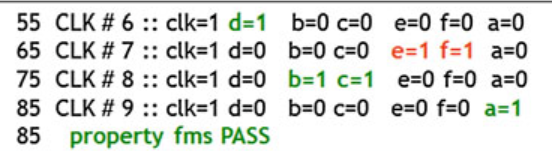 55 CLK # 6 :: clk=1 d=1 b=0 c=0 e=0 f=0 a=0
65 CLK # 7 :: clk=1 d=0 b=0 c=0 e=1 f=1 a=0
75 CLK # 8 :: clk=1 d=0 b=1 c=1 e=0 f=0 a=0
85 CLK # 9 :: clk=1 d=0 b=0 c=0 e=0 f=0 a=1
85 property fms PASS